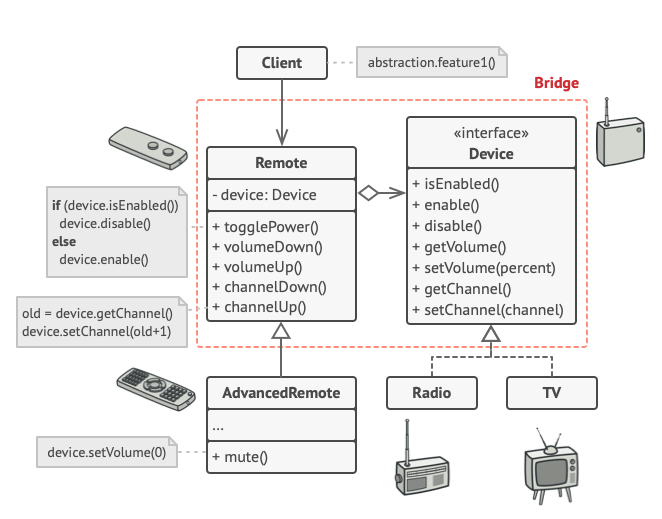 Client
abstraction.feature1()
Bridge
«interface»
Device
+ isEnabled()
+ enable()
+ disable()
+ getVolume()
+ setVolume(percent)
+ getChannel()
+ setChannel(channel)
Remote
- device: Device
+ togglePower()
+ volumeDown()
+ volumeUp()
+ channelDown()
+ channelUp()
if (device.isEnabled())
device.disable()
else
device.enable()
old = device.getChannel()
device.setChannel(old+1)
AdvancedRemote
...
+ mute()
device.setVolume(0)
Radio
TV